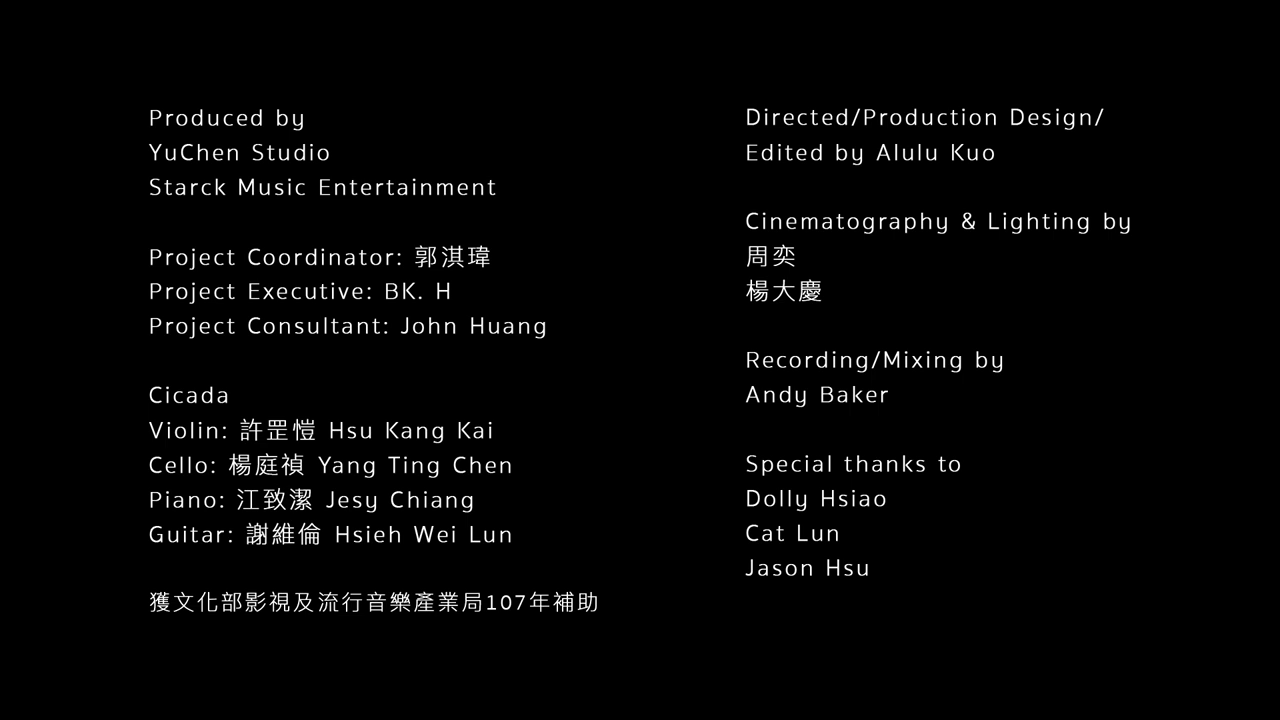 Produced by
YuChen Studio
Starck Music Entertainment
Project Coordinator: 郭淇瑋
Project Executive: BK. H
Project Consultant: John Huang
Cicada
Violin: 許罡愷 Hsu Kang Kai
Cello: 楊庭禎 Yang Ting Chen
Piano: 江致潔 Jesy Chiang
Guitar: 謝維倫 Hsieh Wei Lun
獲文化部影視及流行音樂產業局107年補助
Directed/Production Design/
Edited by Alulu Kuo
Cinematography & Lighting by
周奕
楊大慶
Recording/Mixing by
Andy Baker
Special thanks to
Dolly Hsiao
Cat Lun
Jason Hsu